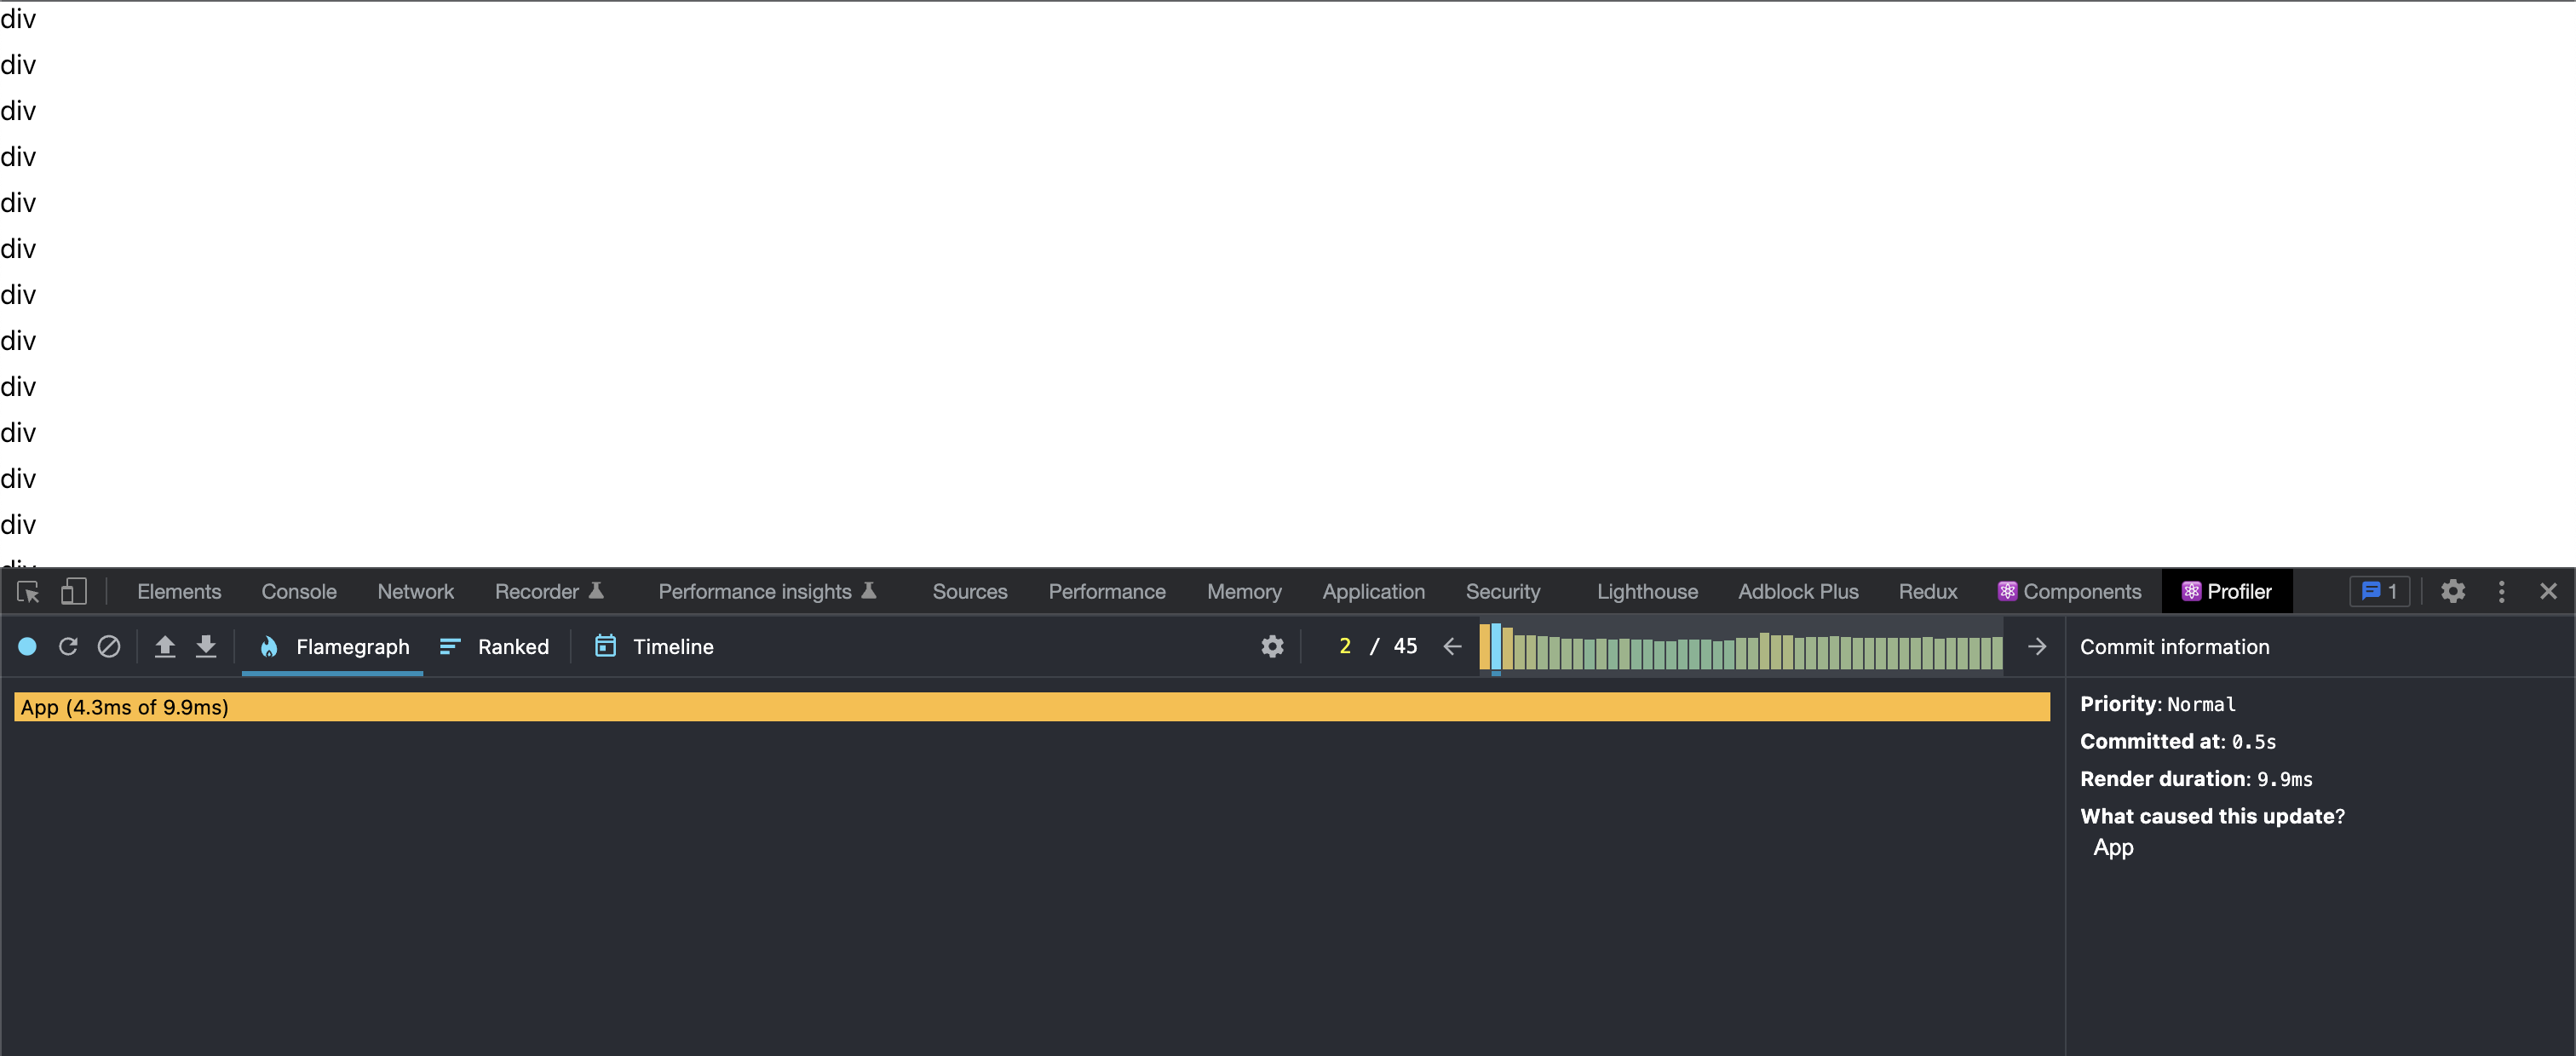 div
div
div
div
div
div
div
div
div
div
div
div
div
Elements Console Network Recorder Performance insights Sources Performance Memory Application Security Lighthouse Adblock Plus Redux Components Profiler 1
Flamegraph Ranked Timeline 2 / 45 Commit information
App (4.3ms of 9.9ms)
Priority: Normal
Committed at: 0.5s
Render duration: 9.9ms
What caused this update?
App